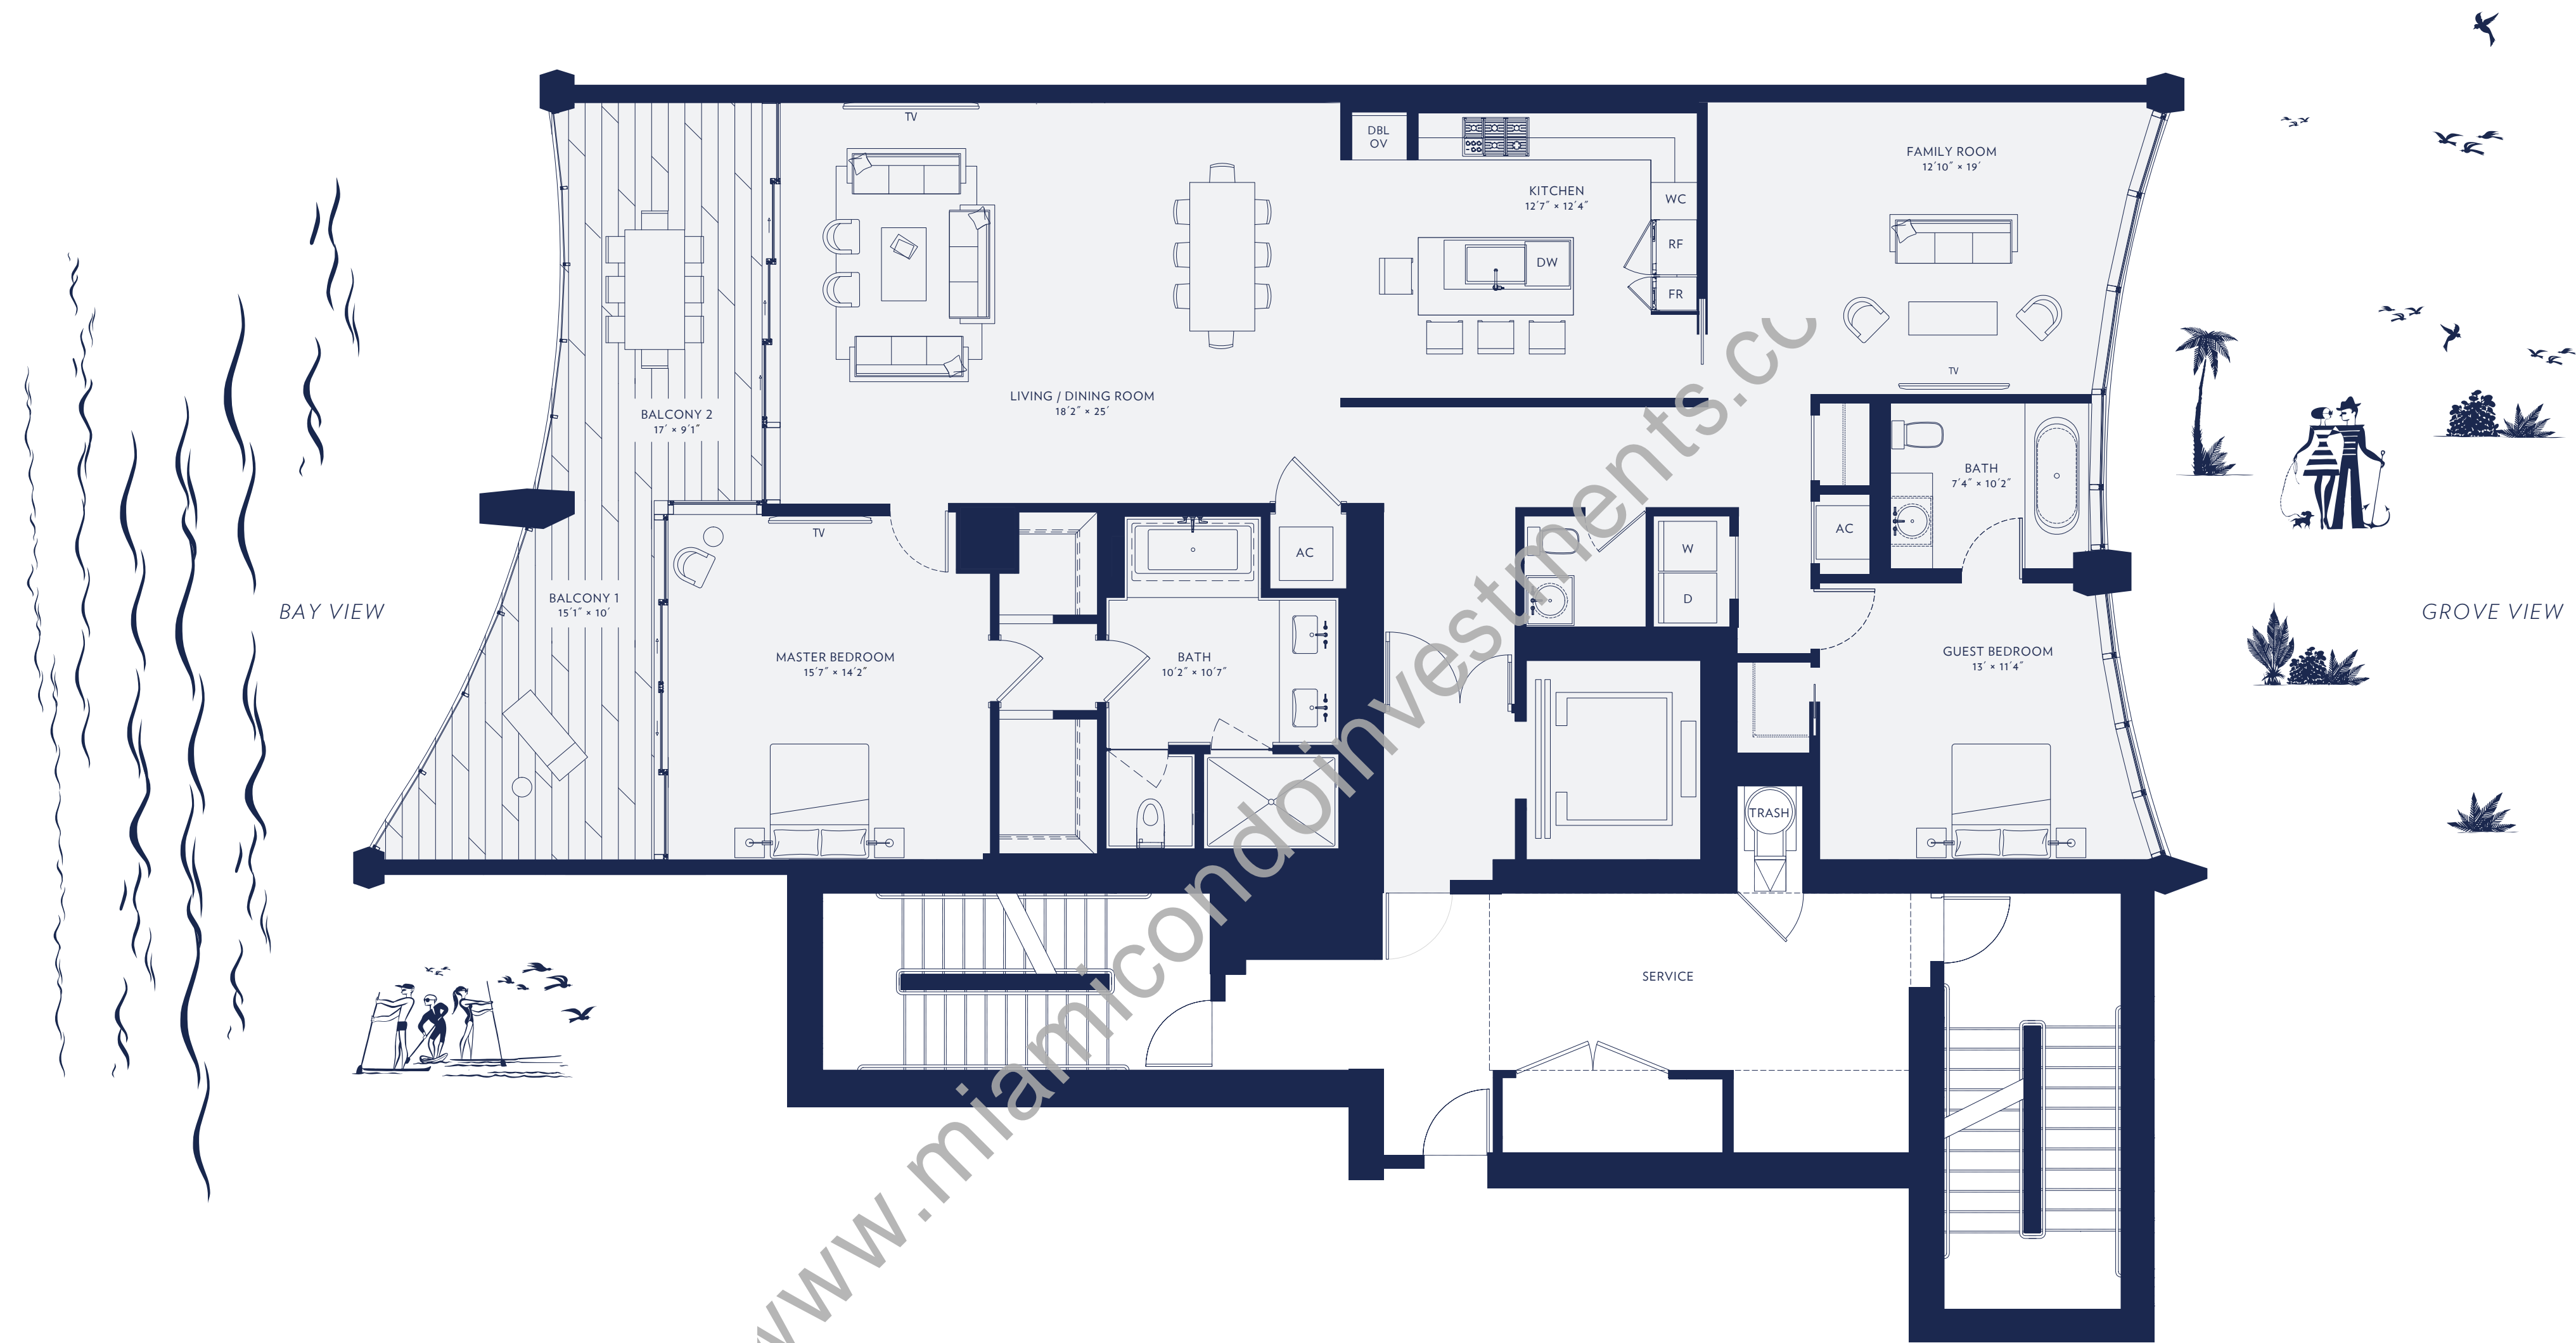 TV
DBL
OV
KITCHEN
12'7" × 12'4"
WC
RF
DW
FR
FAMILY ROOM
12'10" × 19'
TV
LIVING / DINING ROOM
18'2" × 25'
BALCONY 2
17' × 9'1"
BATH
7'4" × 10'2"
AC
TV
AC
W
D
BAY VIEW
BALCONY 1
15'1" × 10'
MASTER BEDROOM
15'7" × 14'2"
BATH
10'2" × 10'7"
GUEST BEDROOM
13' × 11'4"
GROVE VIEW
TRASH
SERVICE